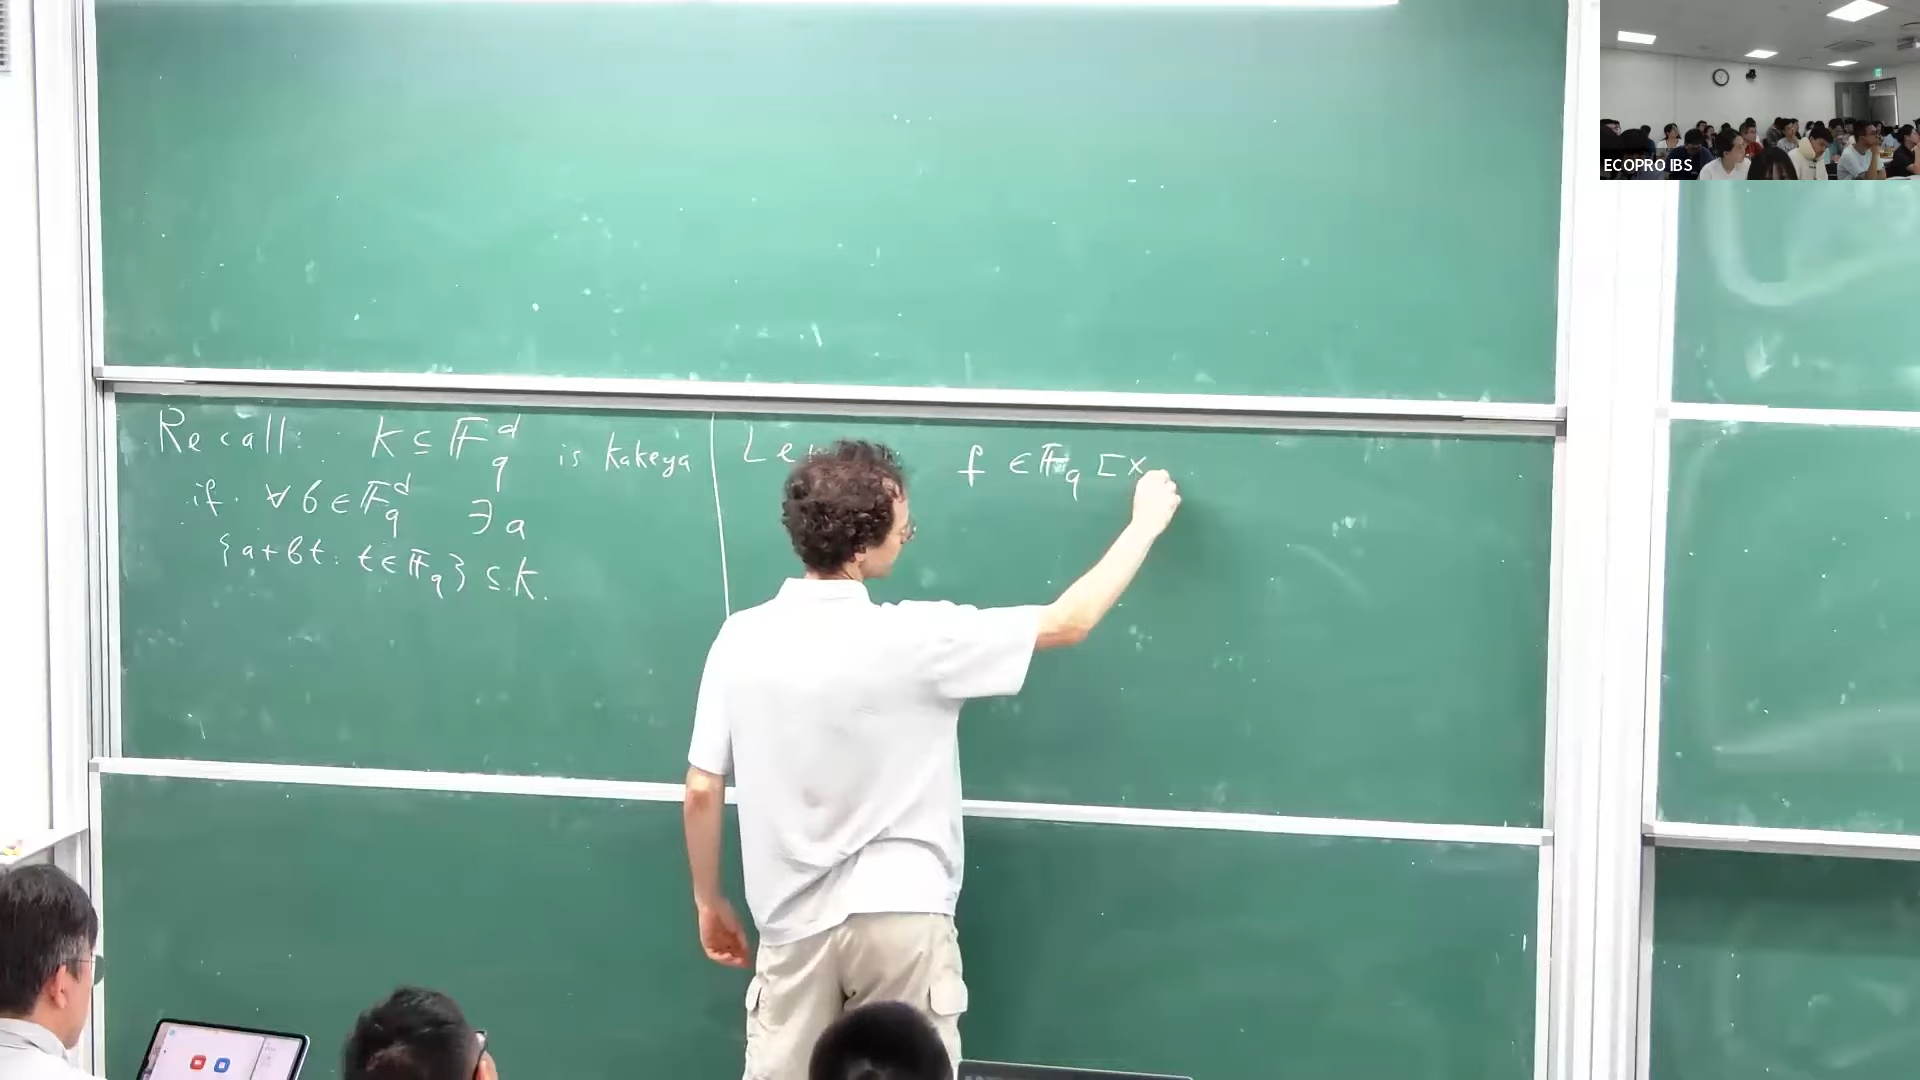 Recall: K ⊆ 𝔽_q^d is Kakeya
if ∀ b ∈ 𝔽_q^d ∃ a
{a+bt : t ∈ 𝔽_q} ⊆ K.
f ∈ 𝔽_q [x
ECOPRO IBS